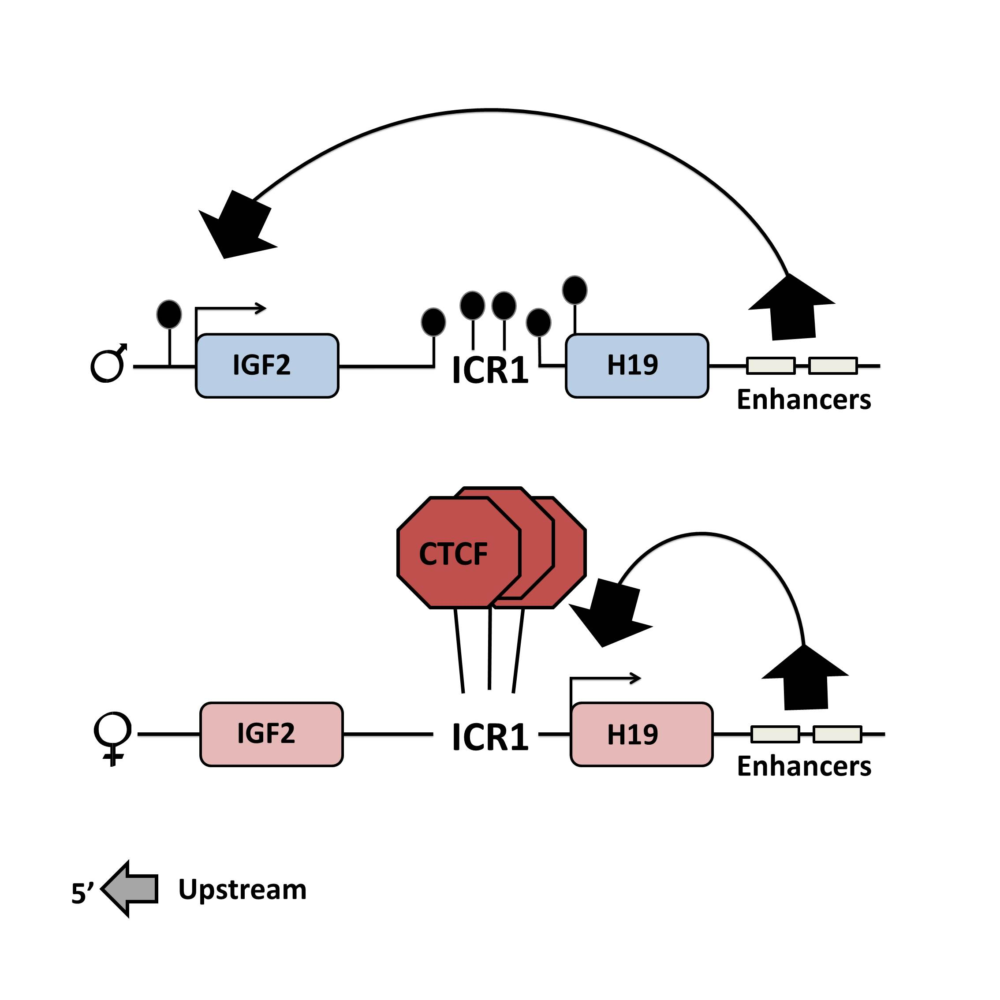 IGF2
ICR1
H19
Enhancers
CTCF
IGF2
ICR1
H19
Enhancers
5’ Upstream